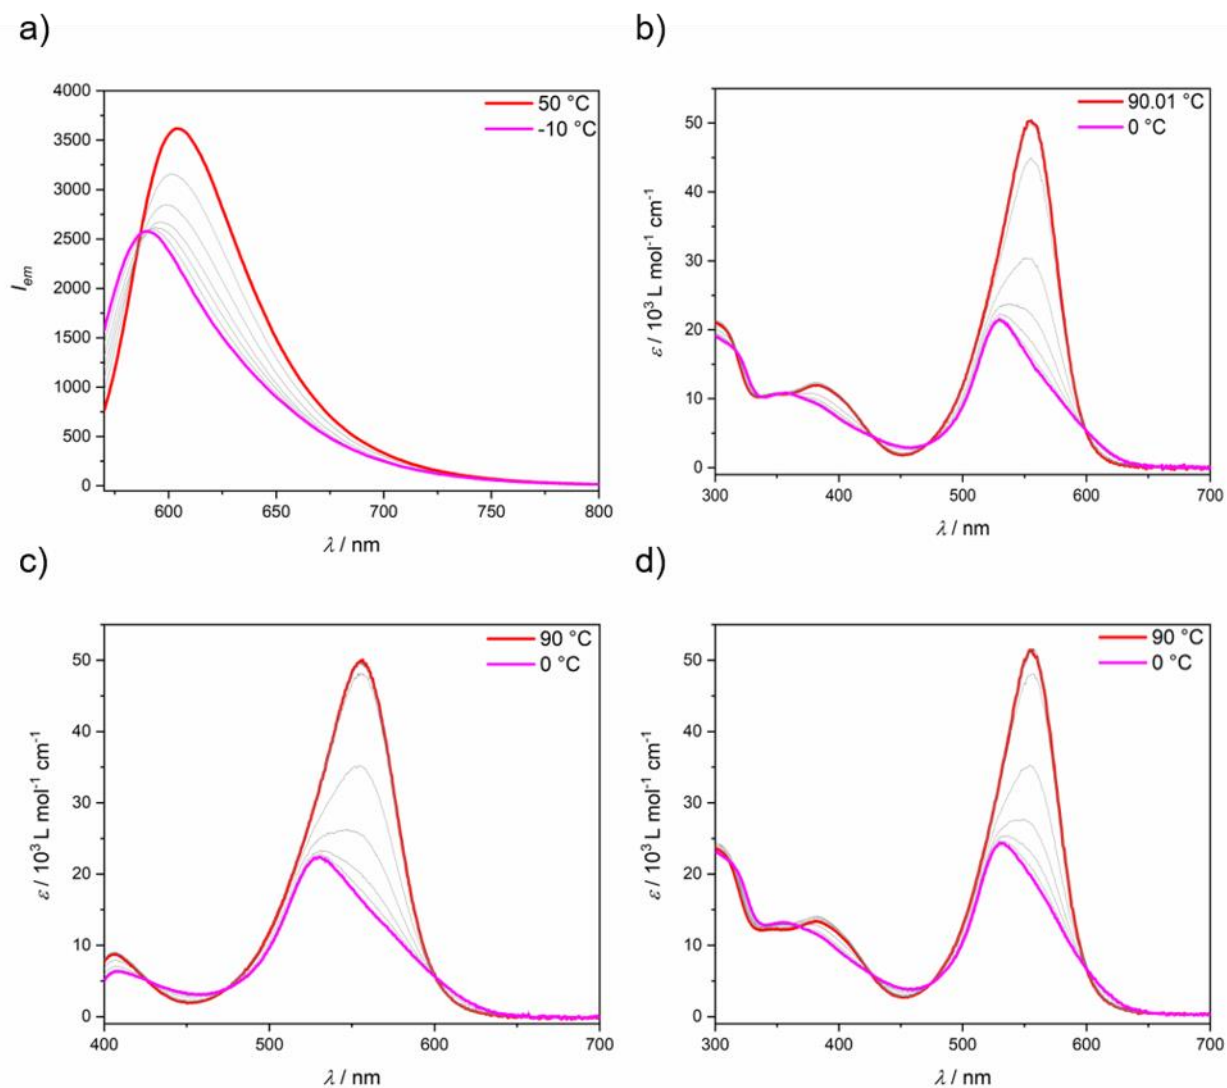 a)
4000
3500
3000
2500
2000
1500
1000
500
0
I_em
50 °C
-10 °C
600
650
700
750
800
λ / nm
b)
50
40
30
20
10
0
ε / 10³ L mol⁻¹ cm⁻¹
90.01 °C
0 °C
300
400
500
600
700
λ / nm
c)
50
40
30
20
10
0
ε / 10³ L mol⁻¹ cm⁻¹
90 °C
0 °C
400
500
600
700
λ / nm
d)
50
40
30
20
10
0
ε / 10³ L mol⁻¹ cm⁻¹
90 °C
0 °C
300
400
500
600
700
λ / nm